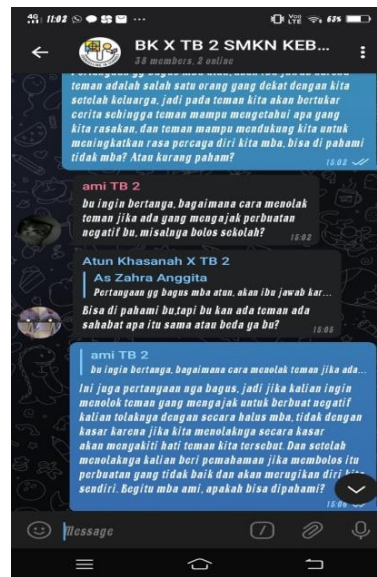 4G 11:02 ... VoLTE 63%
BK X TB 2 SMKN KEB...
38 members, 2 online
teman adalah salah satu orang yang dekat dengan kita
setelah keluarga, jadi pada teman kita akan bertukar
cerita sehingga teman mampu mengetahui apa yang
kita rasakan, dan teman mampu mendukung kita untuk
meningkatkan rasa percaya diri kita mba, bisa di pahami
tidak mba? Atau kurang paham?
15:02
ami TB 2
bu ingin bertanya, bagaimana cara menolak
teman jika ada yang mengajak perbuatan
negatif bu, misalnya bolos sekolah?
15:02
Atun Khasanah X TB 2
As Zahra Anggita
Pertanyaan yg bagus mba atun, akan ibu jawab kar...
Bisa di pahami bu,tapi bu kan ada teman ada
sahabat apa itu sama atau beda ya bu?
15:05
ami TB 2
bu ingin bertanya, bagaimana cara menolak teman jika ada...
Ini juga pertanyaan nga bagus, jadi jika kalian ingin
menolok teman yang mengajak untuk berbuat negatif
kalian tolaknya dengan secara halus mba, tidak dengan
kasar karena jika kita menolaknya secara kasar
akan mengakiti hati teman kita tersebut. Dan setelah
menolaknya kalian beri pemahaman jika membolos itu
perbuatan yang tidak baik dan akan merugikan diri
sendiri. Begitu mba ami, apakah bisa dipahami?
15:06
Message